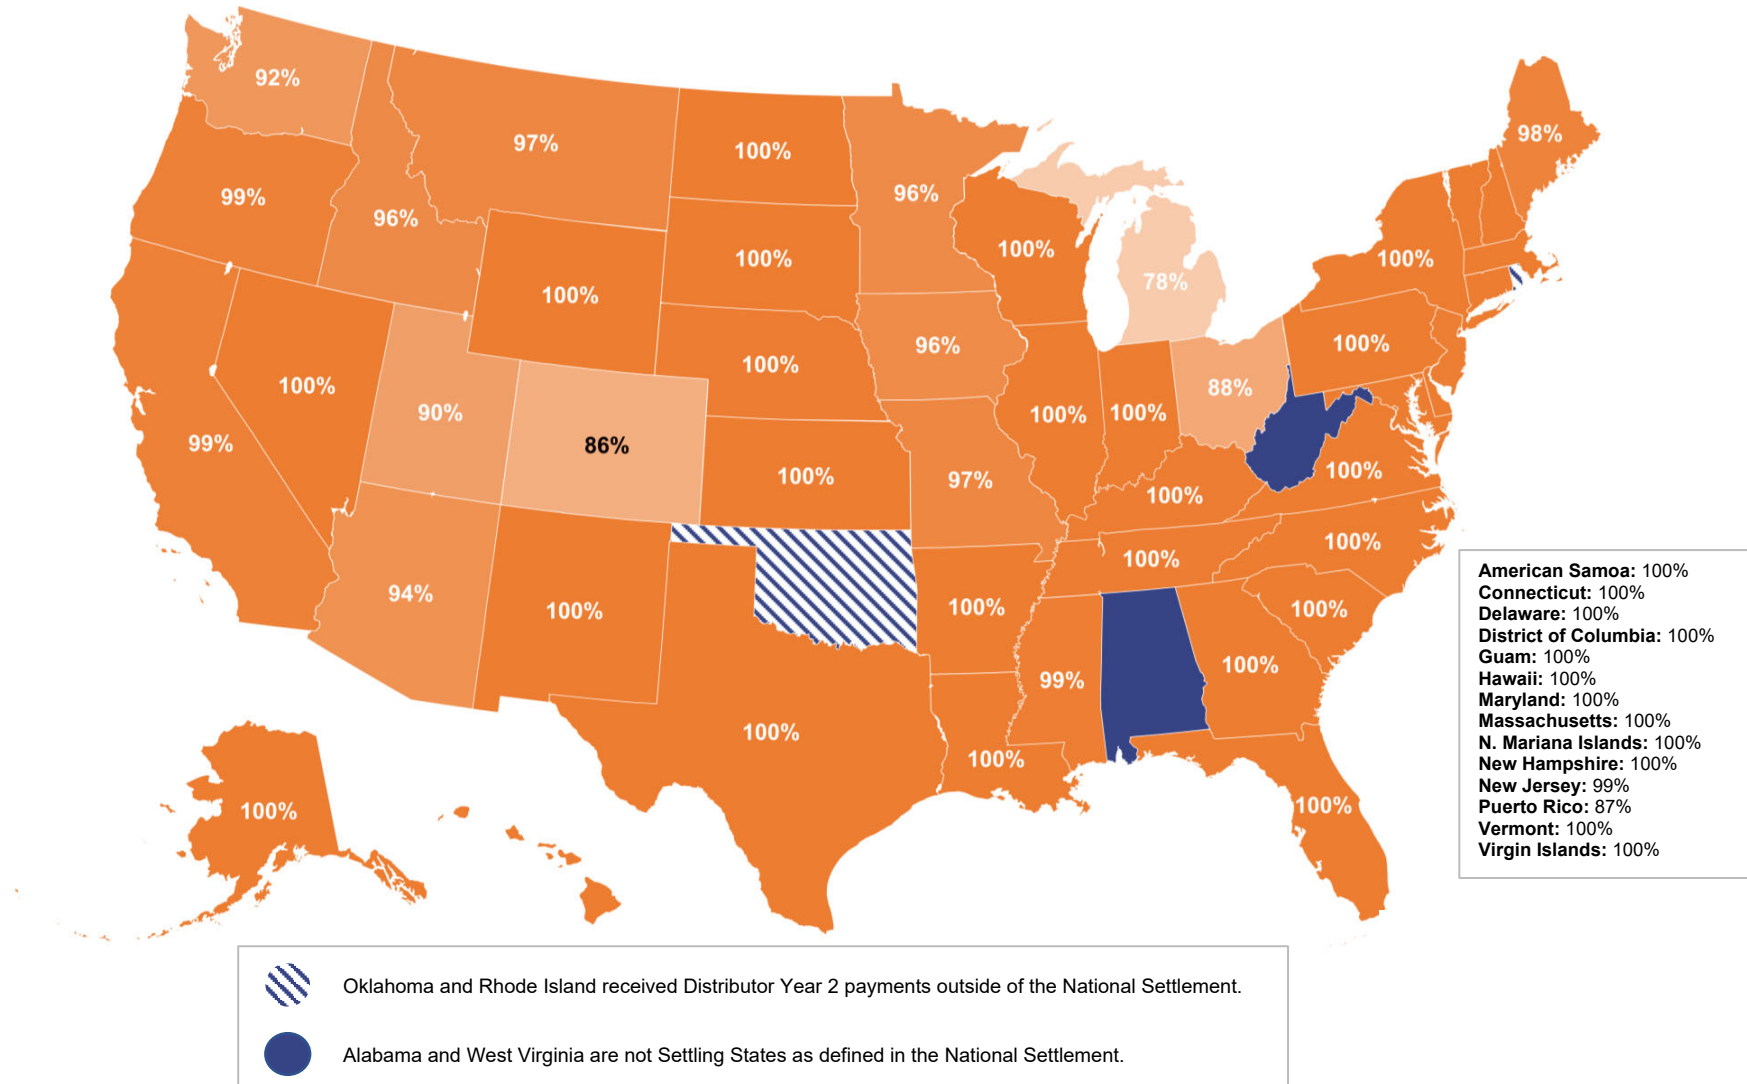 92%
97%
100%
98%
99%
96%
96%
100%
100%
100%
100%
100%
78%
96%
100%
100%
100%
90%
88%
99%
86%
100%
100%
100%
97%
100%
100%
100%
100%
94%
100%
100%
100%
99%
100%
100%
100%
100%
100%
100%
American Samoa: 100%
Connecticut: 100%
Delaware: 100%
District of Columbia: 100%
Guam: 100%
Hawaii: 100%
Maryland: 100%
Massachusetts: 100%
N. Mariana Islands: 100%
New Hampshire: 100%
New Jersey: 99%
Puerto Rico: 87%
Vermont: 100%
Virgin Islands: 100%
Oklahoma and Rhode Island received Distributor Year 2 payments outside of the National Settlement.
Alabama and West Virginia are not Settling States as defined in the National Settlement.